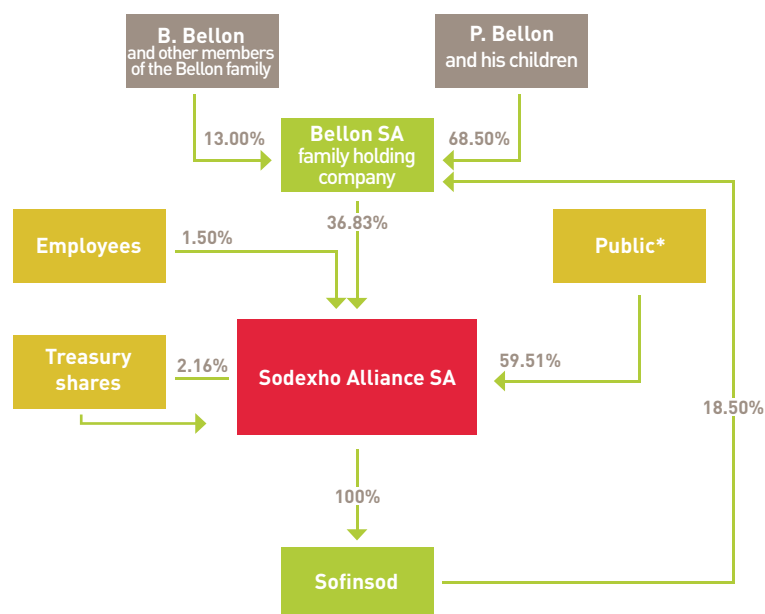 B. Bellon
and other members
of the Bellon family
P. Bellon
and his children
13.00%
Bellon SA
family holding
company
68.50%
Employees
1.50%
36.83%
Public*
Treasury
shares
2.16%
Sodexho Alliance SA
59.51%
18.50%
100%
Sofinsod